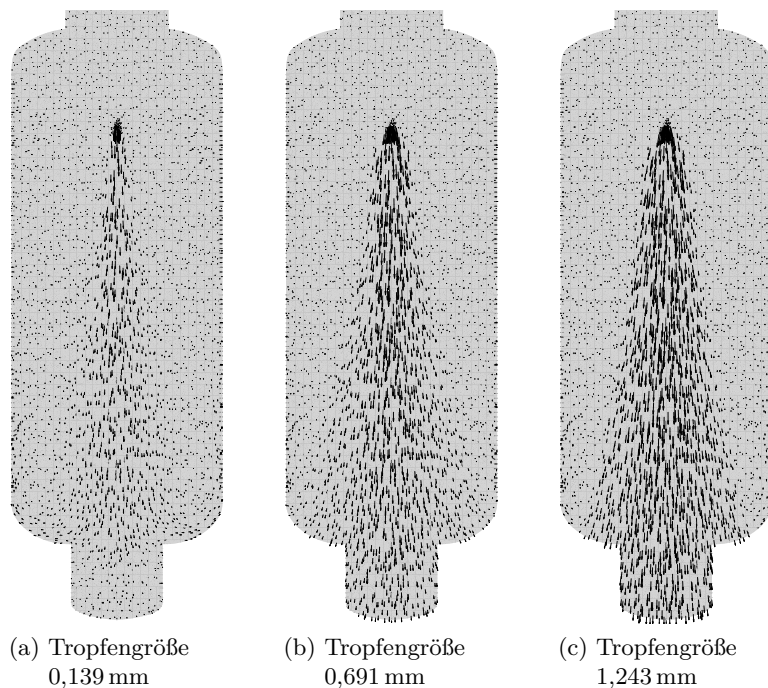 (a) Tropfengröße
0,139 mm
(b) Tropfengröße
0,691 mm
(c) Tropfengröße
1,243 mm